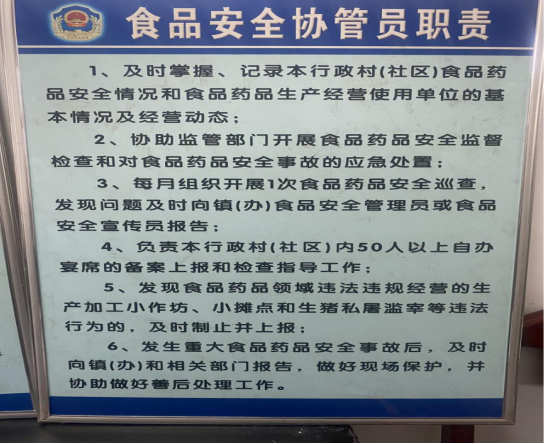 食品安全协管员职责
1、及时掌握、记录本行政村(社区)食品药
品安全情况和食品药品生产经营使用单位的基
本情况及经营动态;
2、协助监管部门开展食品药品安全监督
检查和对食品药品安全事故的应急处置;
3、每月组织开展1次食品药品安全巡查,
发现问题及时向镇(办)食品安全管理员或食品
安全宣传员报告;
4、负责本行政村(社区)内50人以上自办
宴席的备案上报和检查指导工作;
5、发现食品药品领域违法违规经营的生
产加工小作坊、小摊点和生猪私屠滥宰等违法
行为的,及时制止并上报;
6、发生重大食品药品安全事故后,及时
向镇(办)和相关部门报告,做好现场保护,并
协助做好善后处理工作。